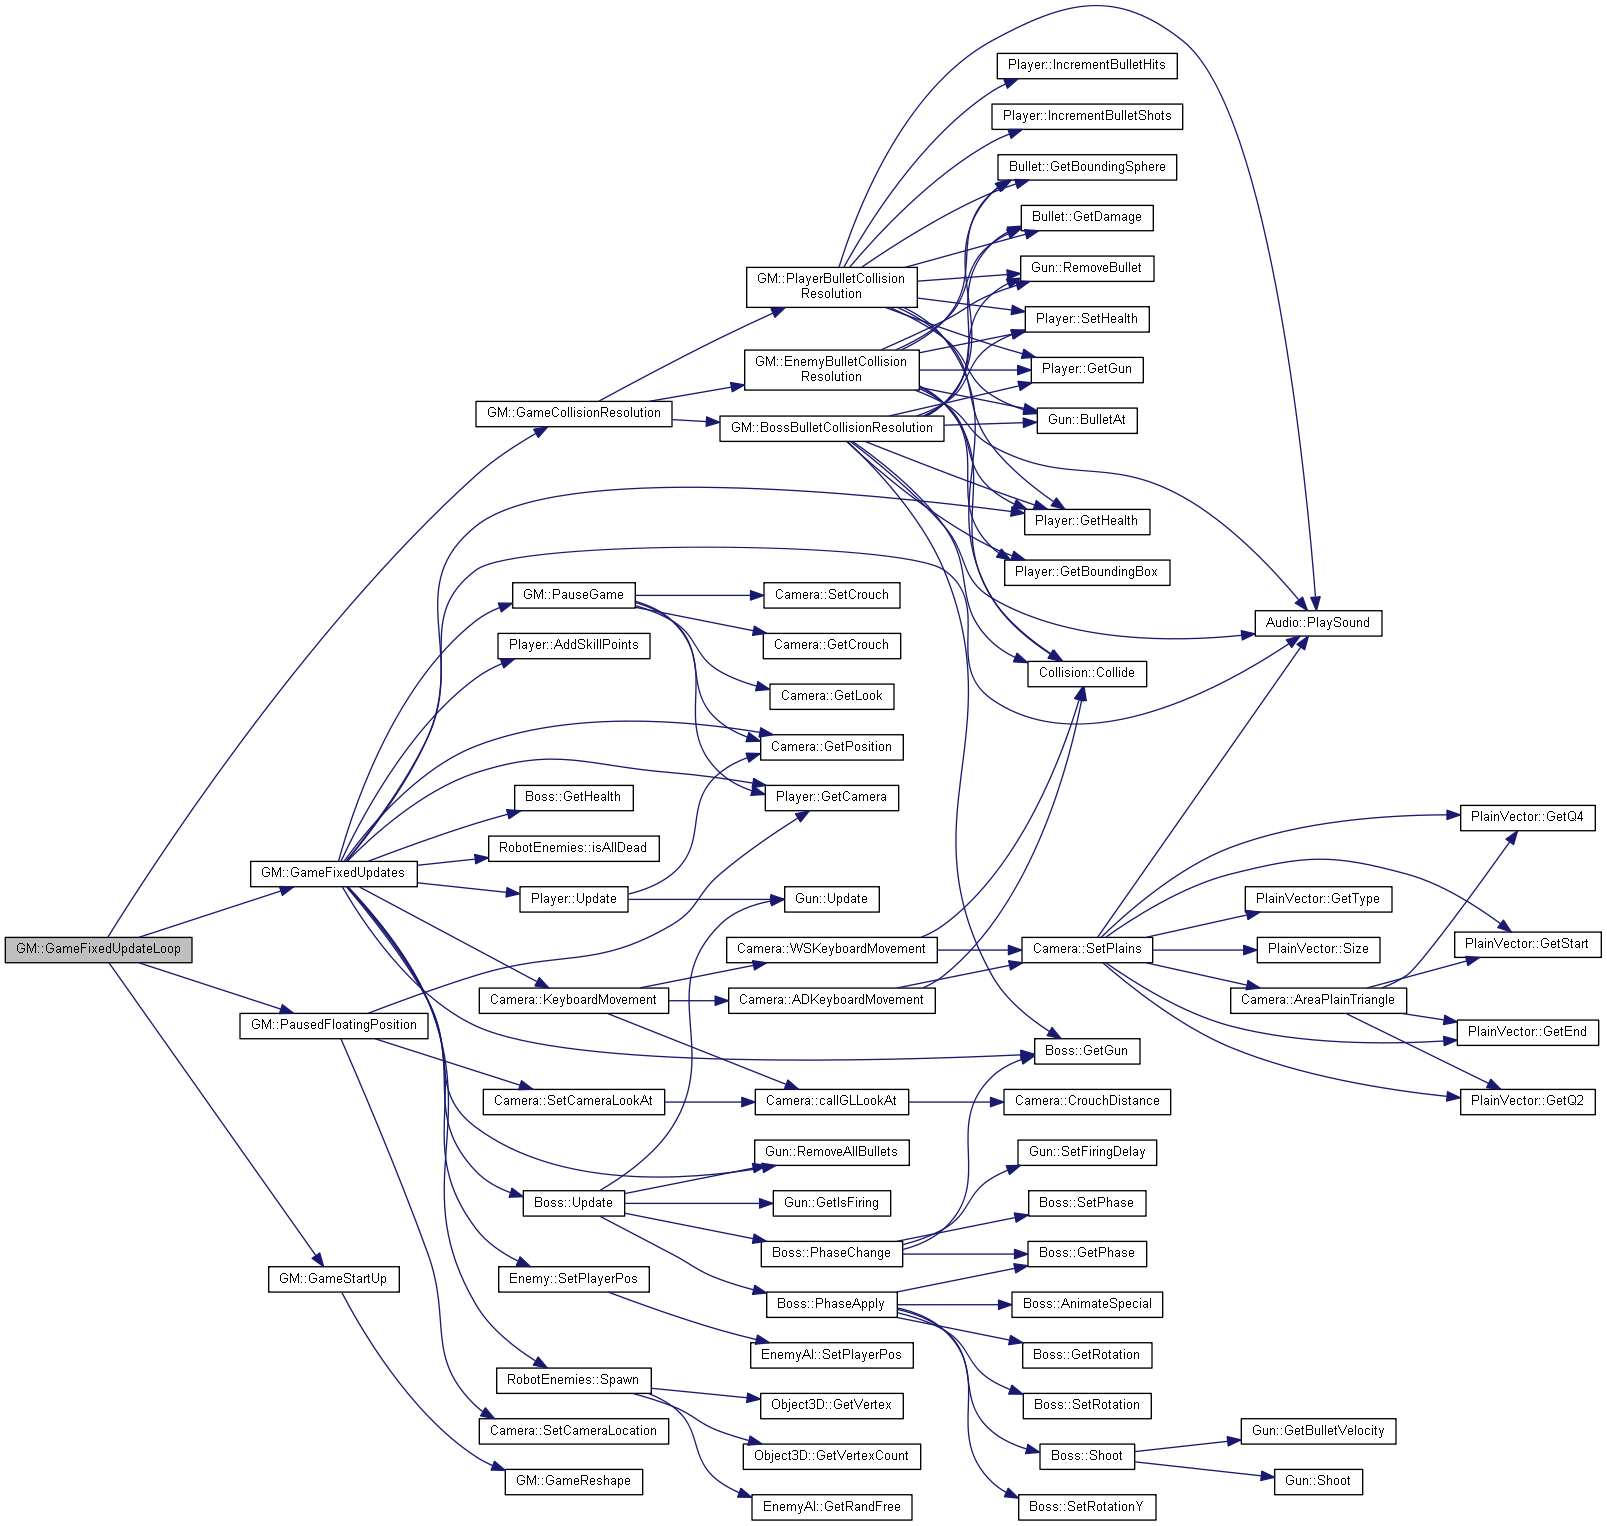 Player::IncrementBulletHits
Player::IncrementBulletShots
Bullet::GetBoundingSphere
Bullet::GetDamage
Gun::RemoveBullet
GM::PlayerBulletCollision
Resolution
Player::SetHealth
GM::EnemyBulletCollision
Resolution
Player::GetGun
GM::GameCollisionResolution
GM::BossBulletCollisionResolution
Gun::BulletAt
Player::GetHealth
Player::GetBoundingBox
GM::PauseGame
Camera::SetCrouch
Audio::PlaySound
Player::AddSkillPoints
Camera::GetCrouch
Collision::Collide
Camera::GetLook
Camera::GetPosition
Boss::GetHealth
Player::GetCamera
PlainVector::GetQ4
RobotEnemies::isAllDead
GM::GameFixedUpdates
Player::Update
Gun::Update
PlainVector::GetType
GM::GameFixedUpdateLoop
Camera::WSKeyboardMovement
Camera::SetPlains
PlainVector::Size
PlainVector::GetStart
Camera::KeyboardMovement
Camera::ADKeyboardMovement
Camera::AreaPlainTriangle
GM::PausedFloatingPosition
PlainVector::GetEnd
Boss::GetGun
Camera::SetCameraLookAt
Camera::callGLLookAt
Camera::CrouchDistance
PlainVector::GetQ2
Gun::RemoveAllBullets
Gun::SetFiringDelay
Boss::Update
Gun::GetIsFiring
Boss::SetPhase
Boss::PhaseChange
Boss::GetPhase
GM::GameStartUp
Enemy::SetPlayerPos
Boss::PhaseApply
Boss::AnimateSpecial
EnemyAI::SetPlayerPos
Boss::GetRotation
RobotEnemies::Spawn
Object3D::GetVertex
Boss::SetRotation
Camera::SetCameraLocation
Gun::GetBulletVelocity
Object3D::GetVertexCount
Boss::Shoot
GM::GameReshape
Gun::Shoot
EnemyAI::GetRandFree
Boss::SetRotationY